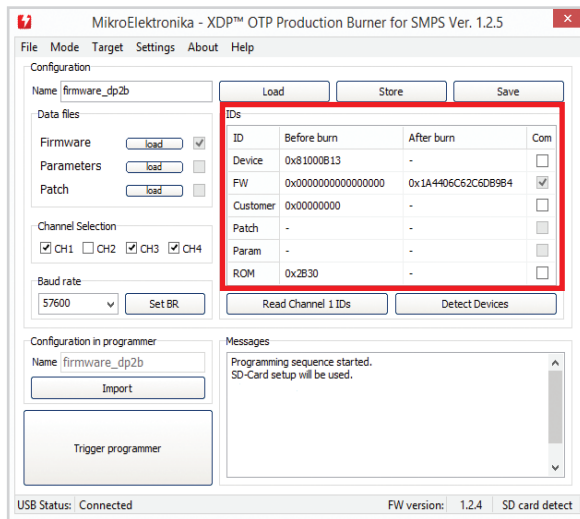 MikroElektronika - XDP™ OTP Production Burner for SMPS Ver. 1.2.5
File Mode Target Settings About Help
Configuration
Name firmware_dp2b Load Store Save
Data files
Firmware load
Parameters load
Patch load
Channel Selection
CH1 CH2 CH3 CH4
Baud rate
57600 Set BR
IDs
ID Before burn After burn Com
Device 0x81000B13 -
FW 0x0000000000000000 0x1A4406C62C6DB9B4
Customer 0x00000000 -
Patch - -
Param - -
ROM 0x2B30 -
Read Channel 1 IDs Detect Devices
Configuration in programmer
Name firmware_dp2b
Import
Trigger programmer
Messages
Programming sequence started.
SD-Card setup will be used.
USB Status: Connected FW version: 1.2.4 SD card detect